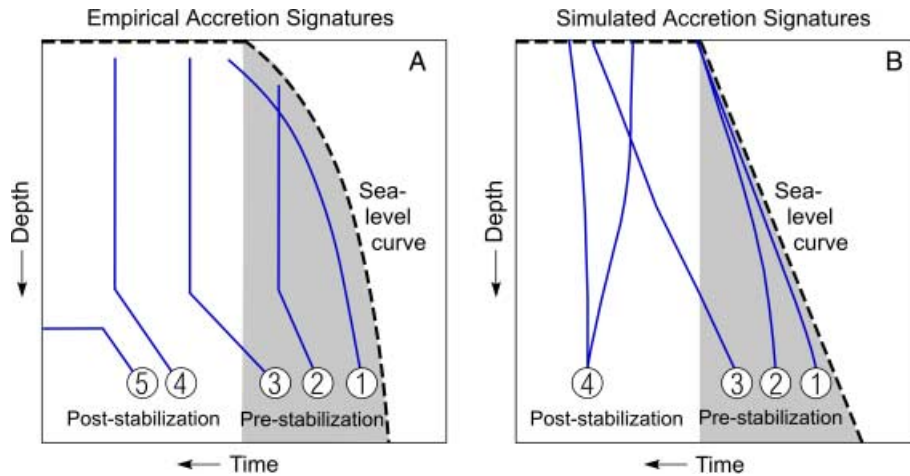 Empirical Accretion Signatures
A
Sea-
level
curve
Depth
5 4 3 2 1
Post-stabilization
Pre-stabilization
Time
Simulated Accretion Signatures
B
Sea-
level
curve
Depth
4 3 2 1
Post-stabilization
Pre-stabilization
Time